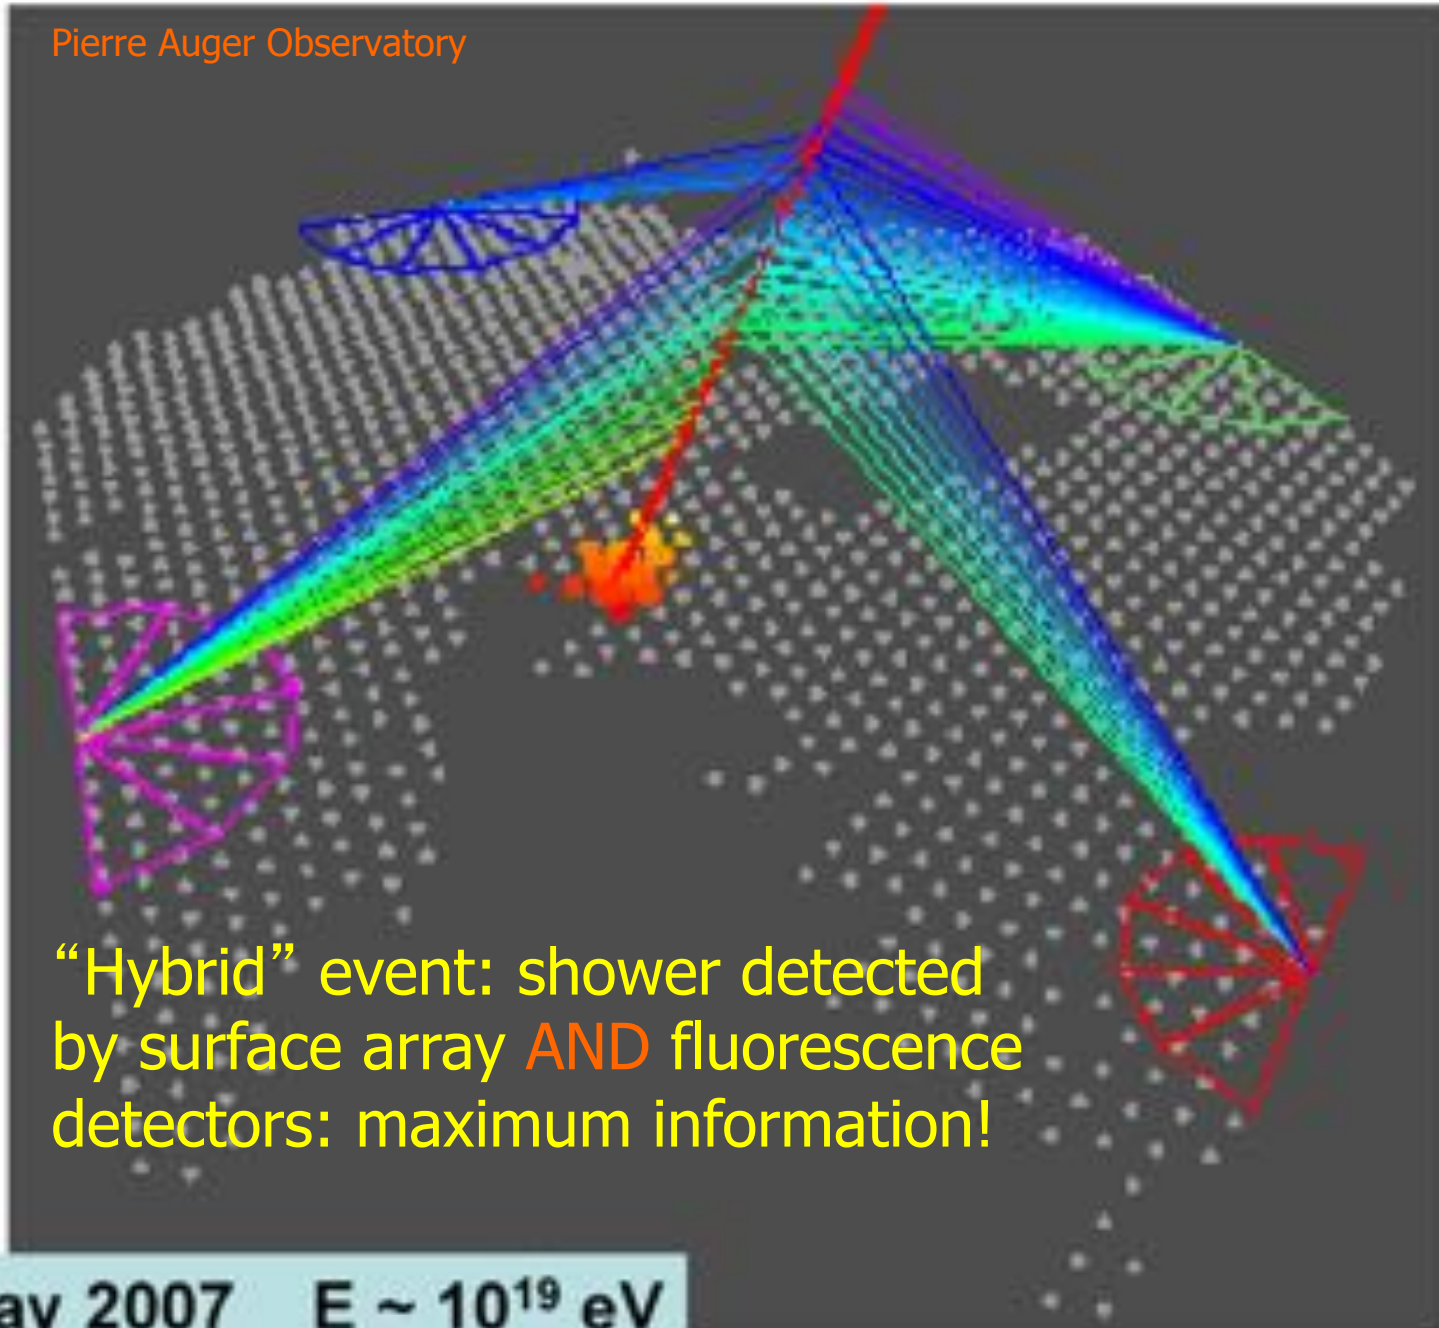 Pierre Auger Observatory
“Hybrid” event: shower detected
by surface array AND fluorescence
detectors: maximum information!
2007 E ~ 10¹⁹ eV